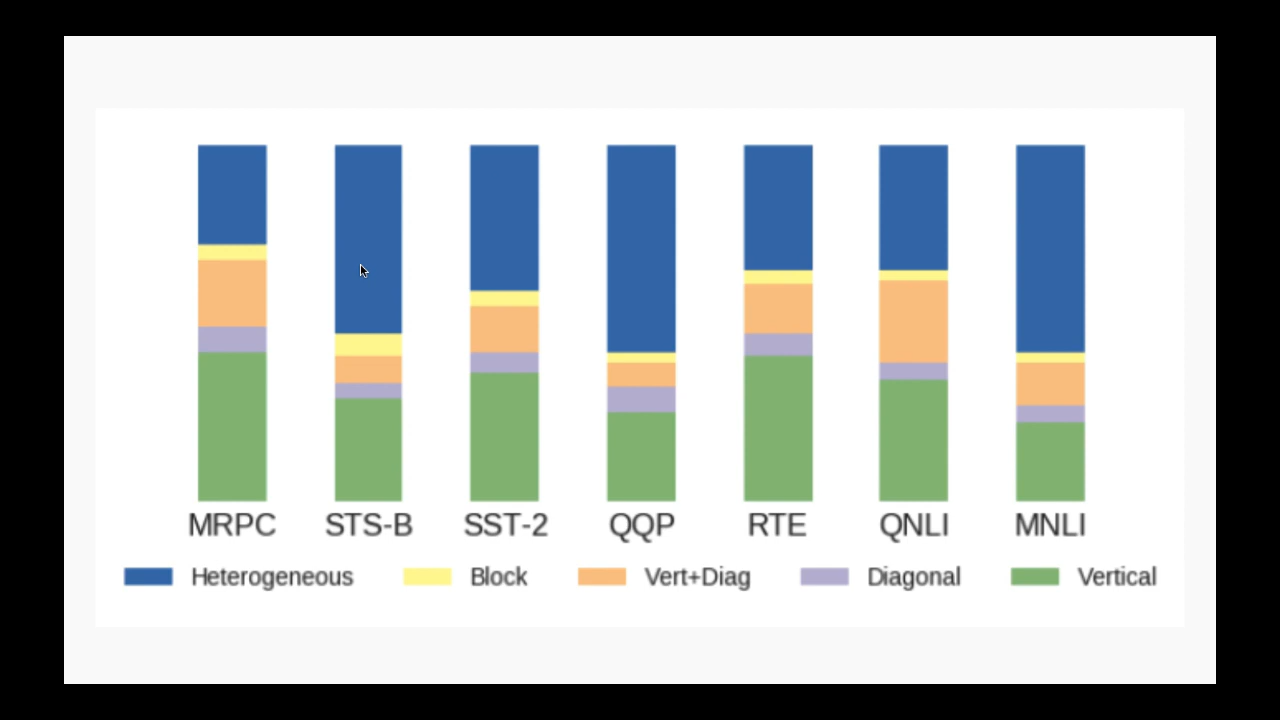 MRPC STS-B SST-2 QQP RTE QNLI MNLI
Heterogeneous Block Vert+Diag Diagonal Vertical